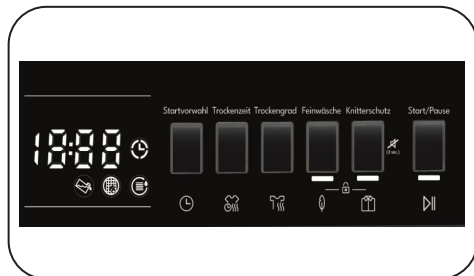 Startvorwahl Trockenzeit Trockengrad Feinwäsche Knitterschutz Start/Pause
18:88
(3 sec.)